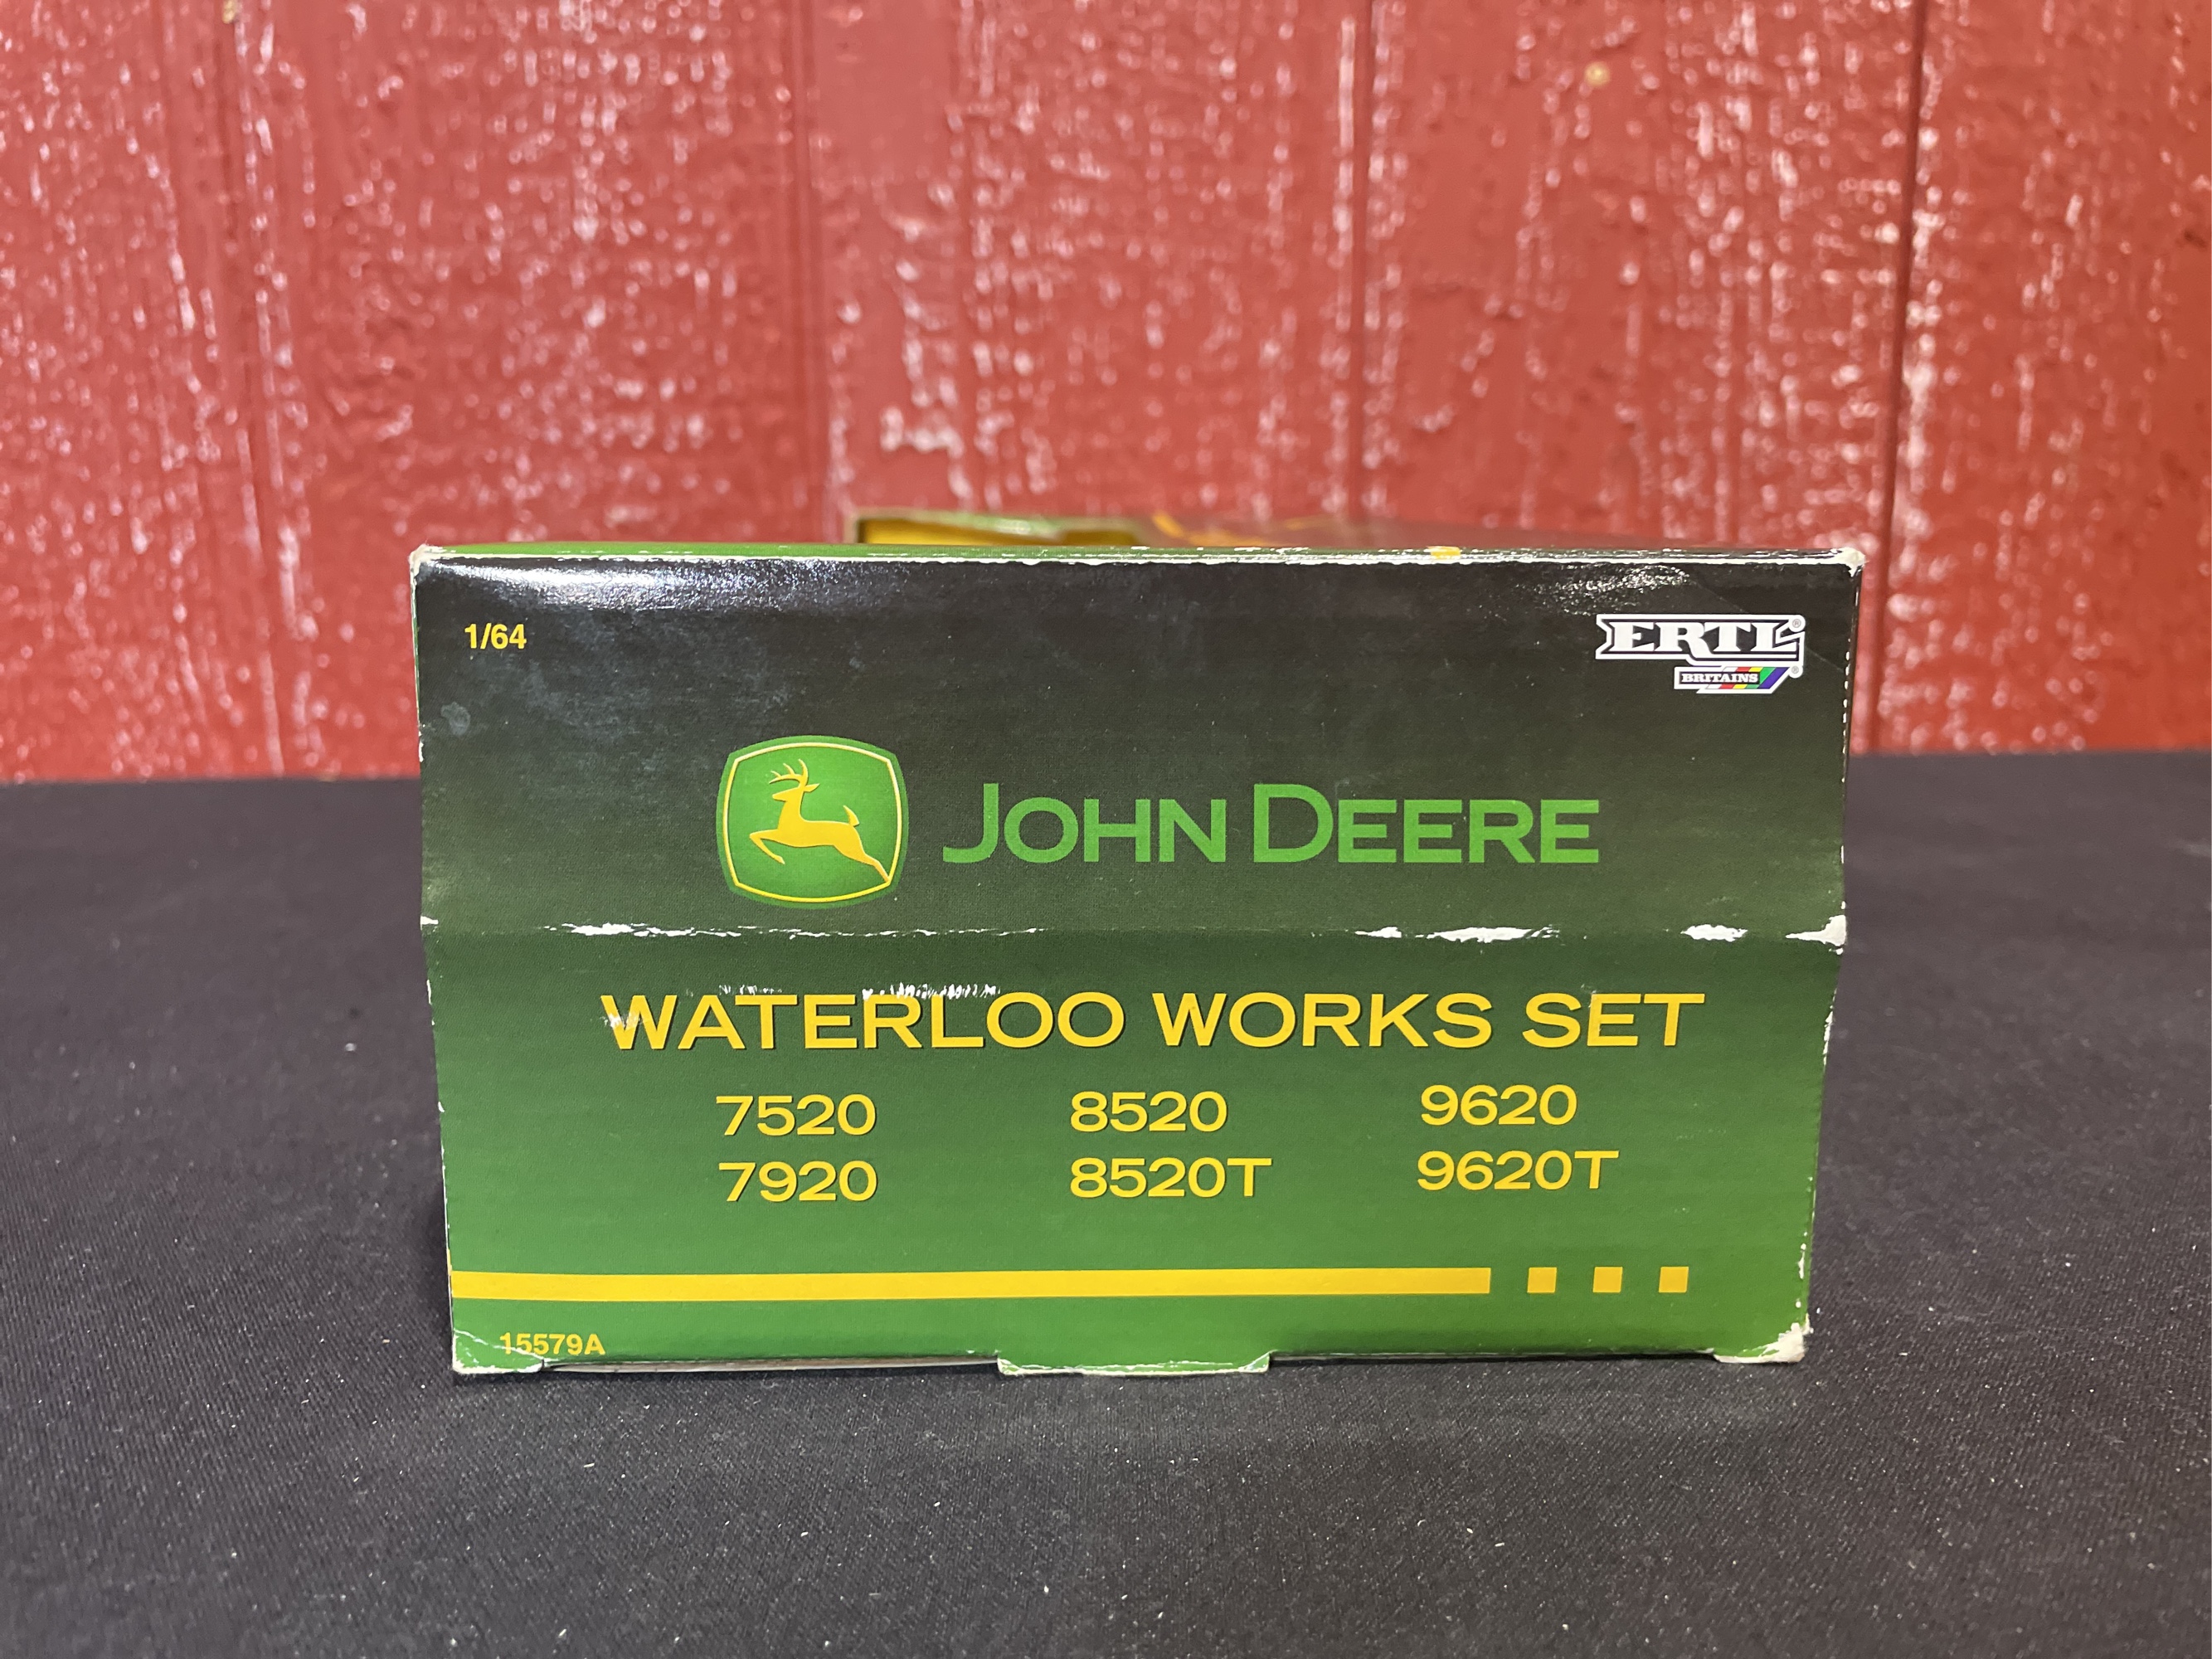 1/64
ERTL®
BRITAINS®
JOHN DEERE
WATERLOO WORKS SET
7520 8520 9620
7920 8520T 9620T
15579A